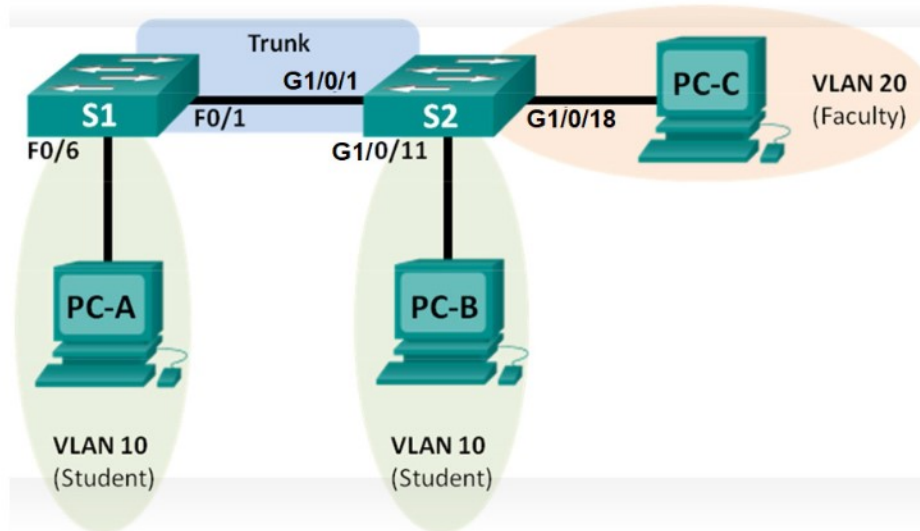 Trunk
G1/0/1
S1
F0/1
S2
G1/0/18
PC-C
VLAN 20
(Faculty)
F0/6
G1/0/11
PC-A
PC-B
VLAN 10
(Student)
VLAN 10
(Student)